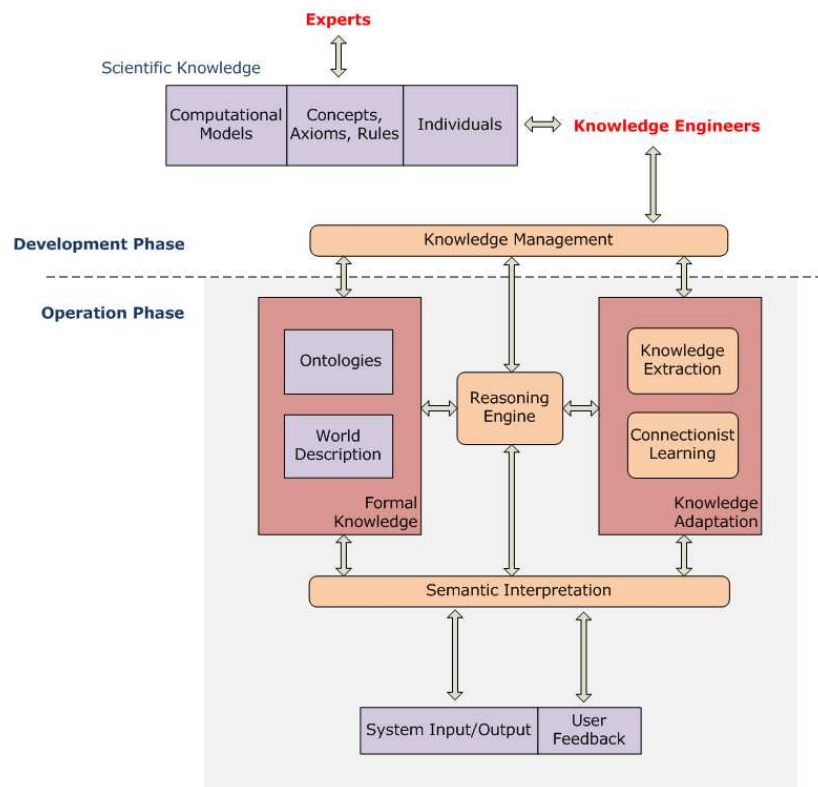 Experts
Scientific Knowledge
Computational
Models
Concepts,
Axioms, Rules
Individuals
Knowledge Engineers
Development Phase
Knowledge Management
Operation Phase
Ontologies
World
Description
Formal
Knowledge
Reasoning
Engine
Knowledge
Extraction
Connectionist
Learning
Knowledge
Adaptation
Semantic Interpretation
System Input/Output
User
Feedback